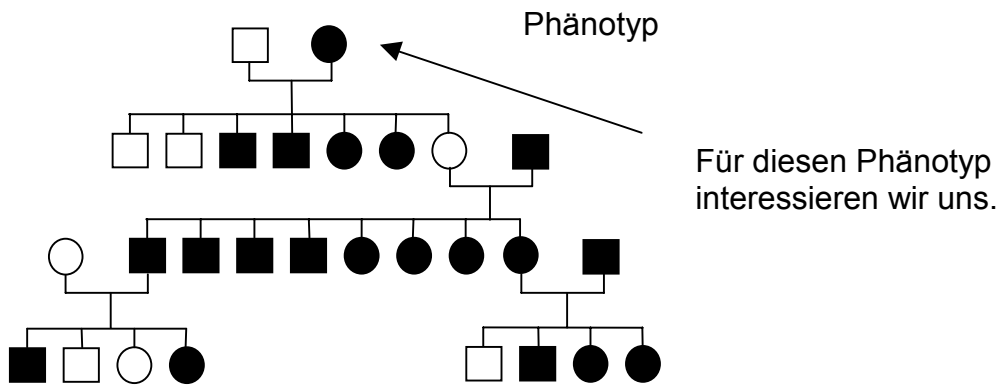 Phänotyp
Für diesen Phänotyp
interessieren wir uns.